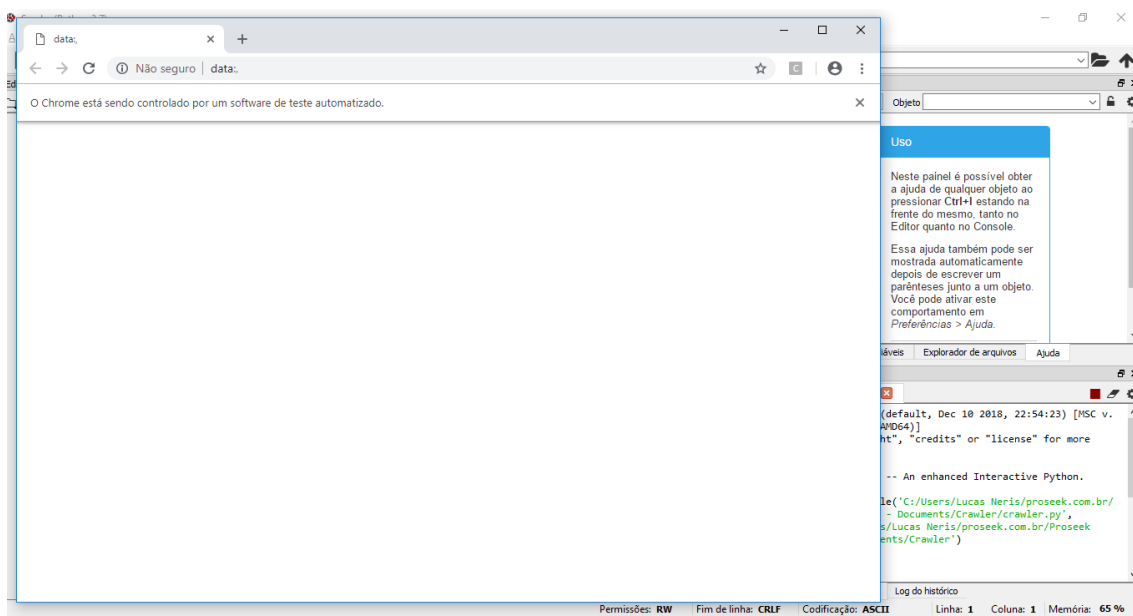 data:,
Não seguro | data:,
O Chrome está sendo controlado por um software de teste automatizado.
Objeto
Uso
Neste painel é possível obter
a ajuda de qualquer objeto ao
pressionar Ctrl+I estando na
frente do mesmo, tanto no
Editor quanto no Console.
Essa ajuda também pode ser
mostrada automaticamente
depois de escrever um
parênteses junto a um objeto.
Você pode ativar este
comportamento em
Preferências > Ajuda.
iáveis Explorador de arquivos Ajuda
(default, Dec 10 2018, 22:54:23) [MSC v.
AMD64)]
ht", "credits" or "license" for more
-- An enhanced Interactive Python.
le('C:/Users/Lucas Neris/proseek.com.br/
- Documents/Crawler/crawler.py',
s/Lucas Neris/proseek.com.br/Proseek
ents/Crawler')
Log do histórico
Permissões: RW Fim de linha: CRLF Codificação: ASCII Linha: 1 Coluna: 1 Memória: 65 %